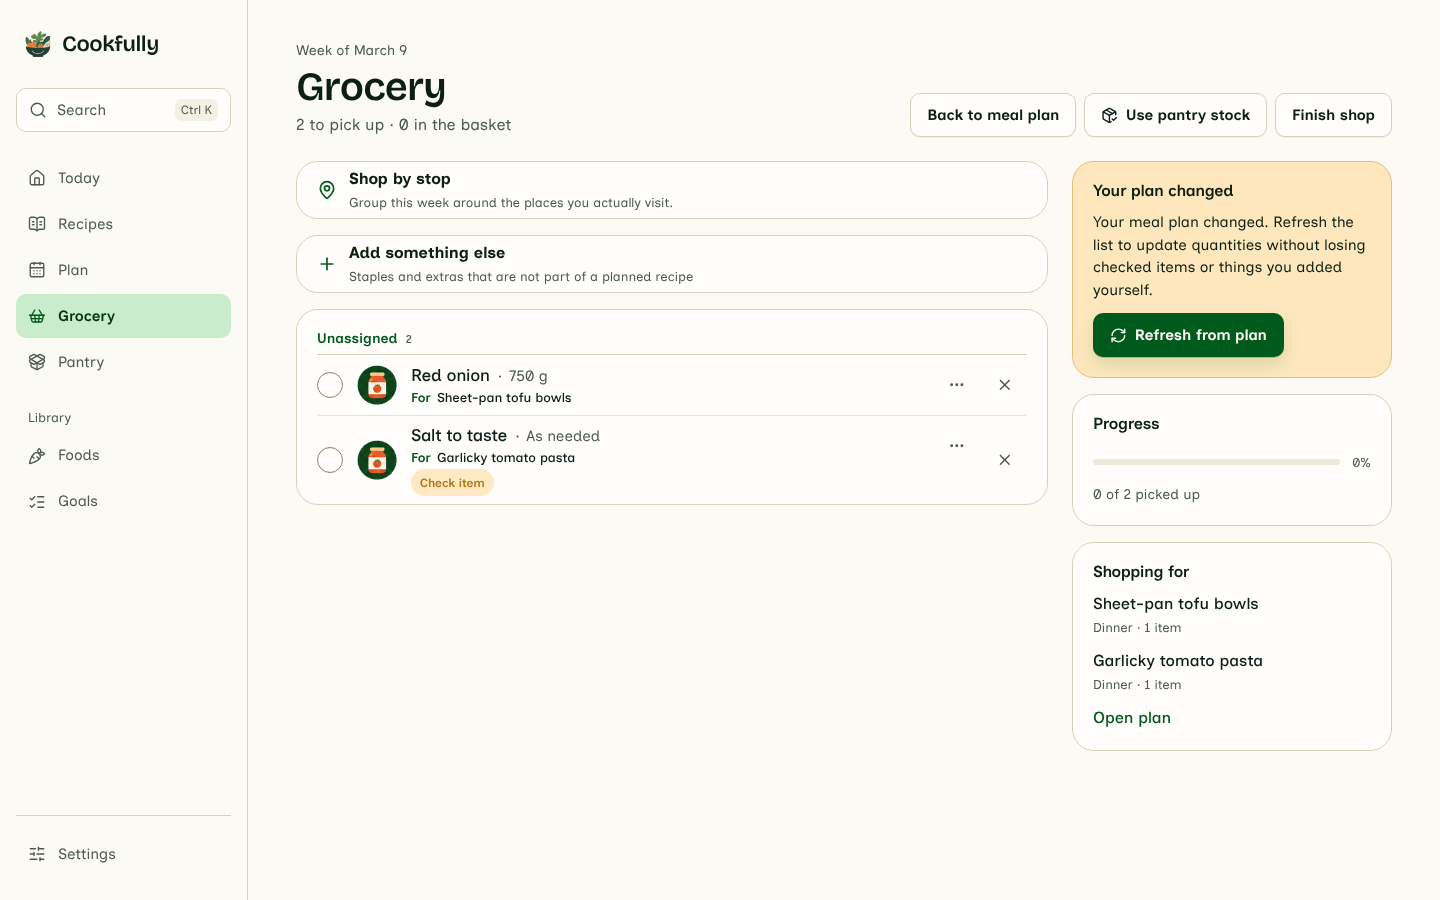 Cookfully
Search
Ctrl K
Today
Recipes
Plan
Grocery
Pantry
Library
Foods
Goals
Settings
Week of March 9
Grocery
2 to pick up · 0 in the basket
Back to meal plan
Use pantry stock
Finish shop
Shop by stop
Group this week around the places you actually visit.
Add something else
Staples and extras that are not part of a planned recipe
Unassigned 2
Red onion · 750 g
For Sheet-pan tofu bowls
Salt to taste · As needed
For Garlicky tomato pasta
Check item
Your plan changed
Your meal plan changed. Refresh the
list to update quantities without losing
checked items or things you added
yourself.
Refresh from plan
Progress
0%
0 of 2 picked up
Shopping for
Sheet-pan tofu bowls
Dinner · 1 item
Garlicky tomato pasta
Dinner · 1 item
Open plan